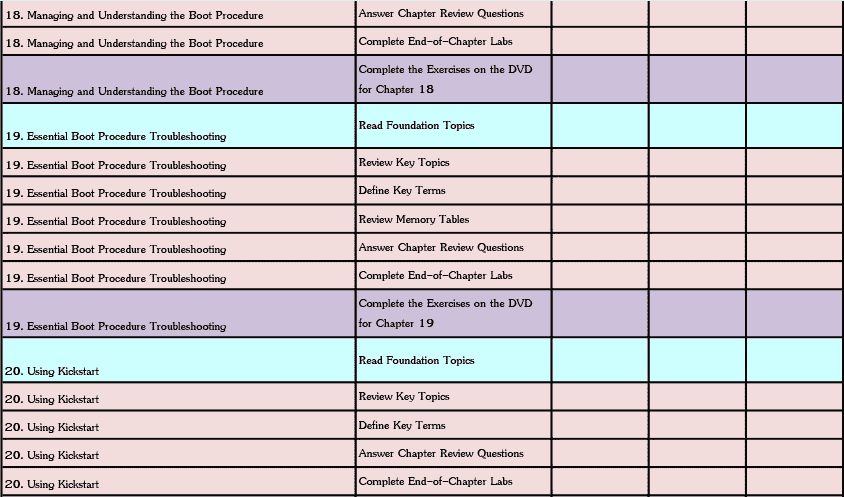 18. Managing and Understanding the Boot Procedure Answer Chapter Review Questions
18. Managing and Understanding the Boot Procedure Complete End-of-Chapter Labs
Complete the Exercises on the DVD
18. Managing and Understanding the Boot Procedure for Chapter 18
19. Essential Boot Procedure Troubleshooting Read Foundation Topics
19. Essential Boot Procedure Troubleshooting Review Key Topics
19. Essential Boot Procedure Troubleshooting Define Key Terms
19. Essential Boot Procedure Troubleshooting Review Memory Tables
19. Essential Boot Procedure Troubleshooting Answer Chapter Review Questions
19. Essential Boot Procedure Troubleshooting Complete End-of-Chapter Labs
Complete the Exercises on the DVD
19. Essential Boot Procedure Troubleshooting for Chapter 19
20. Using Kickstart Read Foundation Topics
20. Using Kickstart Review Key Topics
20. Using Kickstart Define Key Terms
20. Using Kickstart Answer Chapter Review Questions
20. Using Kickstart Complete End-of-Chapter Labs